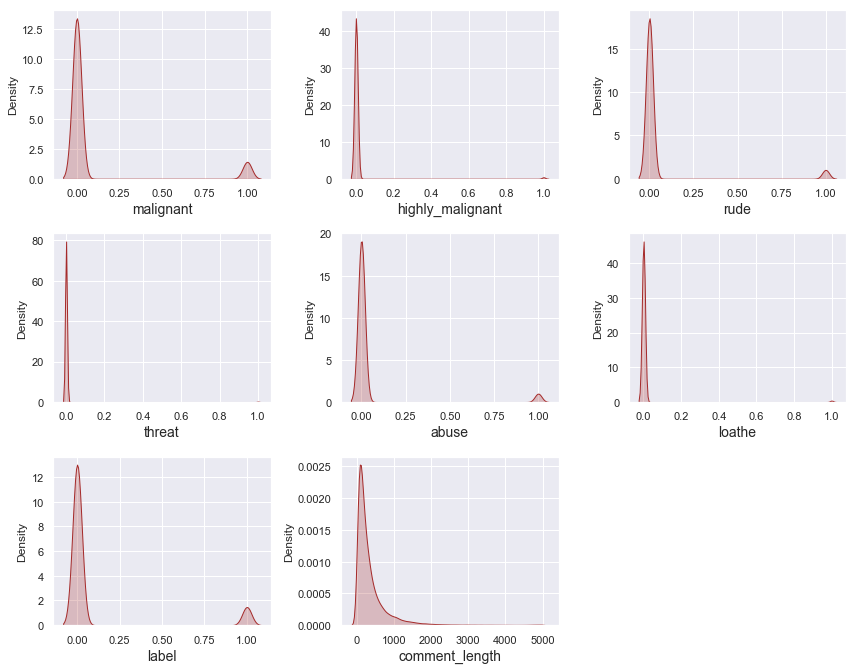 Density
12.5
10.0
7.5
5.0
2.5
0.0
0.00 0.25 0.50 0.75 1.00
malignant
Density
40
30
20
10
0
0.0 0.2 0.4 0.6 0.8 1.0
highly_malignant
Density
15
10
5
0
0.00 0.25 0.50 0.75 1.00
rude
Density
80
60
40
20
0
0.0 0.2 0.4 0.6 0.8 1.0
threat
Density
20
15
10
5
0
0.00 0.25 0.50 0.75 1.00
abuse
Density
40
30
20
10
0
0.0 0.2 0.4 0.6 0.8 1.0
loathe
Density
12
10
8
6
4
2
0
0.00 0.25 0.50 0.75 1.00
label
Density
0.0025
0.0020
0.0015
0.0010
0.0005
0.0000
0 1000 2000 3000 4000 5000
comment_length